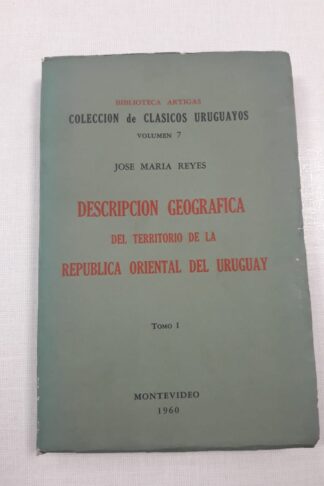 BIBLIOTECA ARTIGAS
COLECCION de CLASICOS URUGUAYOS
VOLUMEN 7
JOSE MARIA REYES
DESCRIPCION GEOGRAFICA
DEL TERRITORIO DE LA
REPUBLICA ORIENTAL DEL URUGUAY
TOMO I
MONTEVIDEO
1960